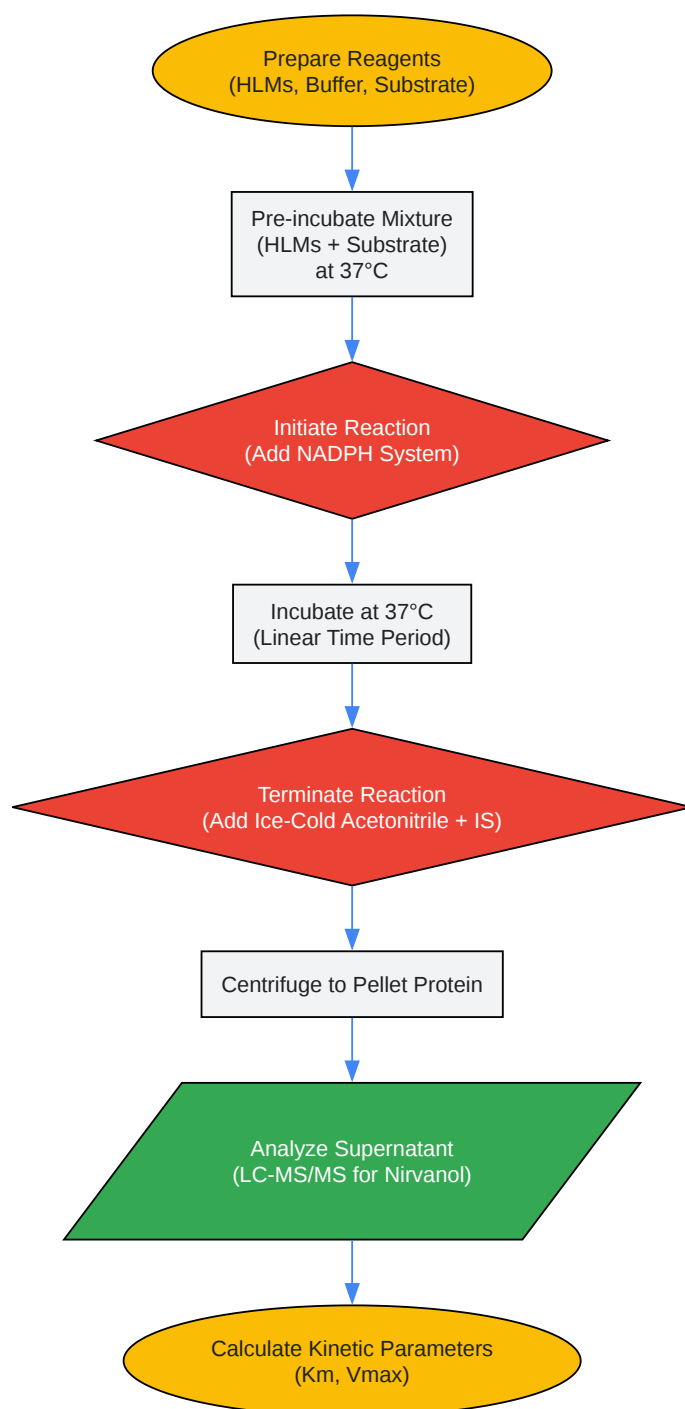 Prepare Reagents
(HLMs, Buffer, Substrate)
Pre-incubate Mixture
(HLMs + Substrate)
at 37°C
Initiate Reaction
(Add NADPH System)
Incubate at 37°C
(Linear Time Period)
Terminate Reaction
(Add Ice-Cold Acetonitrile + IS)
Centrifuge to Pellet Protein
Analyze Supernatant
(LC-MS/MS for Nirvanol)
Calculate Kinetic Parameters
(Km, Vmax)